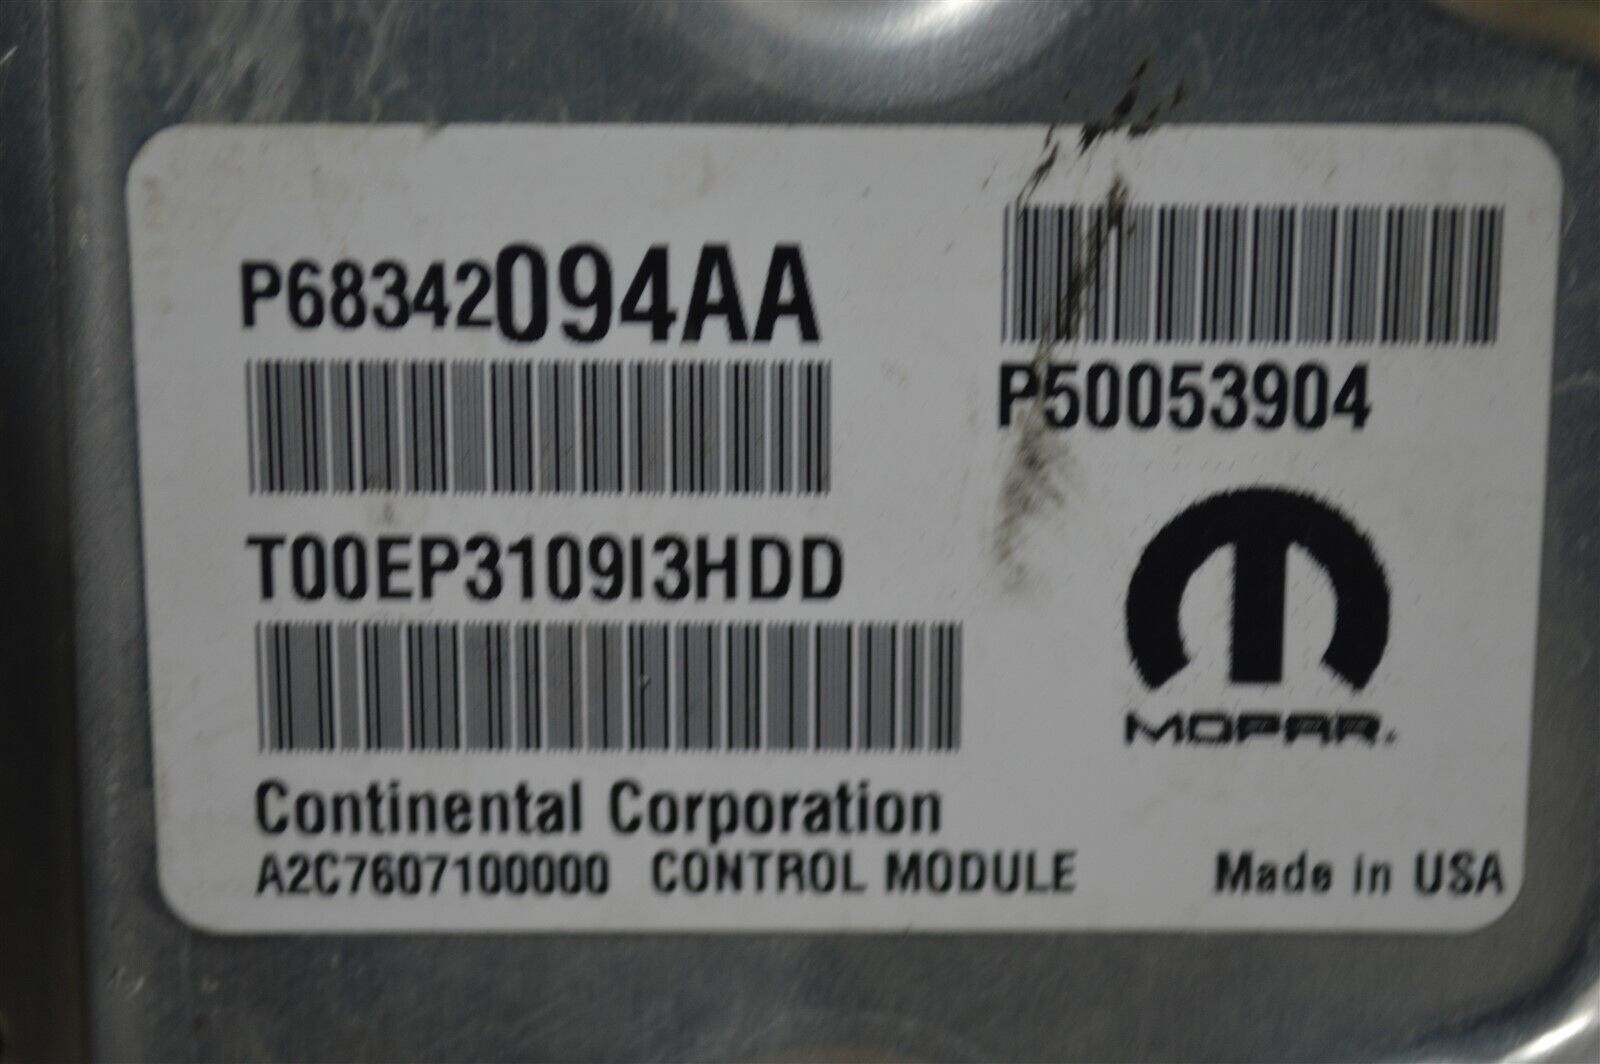 P68342094AA
P50053904
T00EP3109I3HDD
MOPAR.
Continental Corporation
A2C7607100000 CONTROL MODULE Made in USA